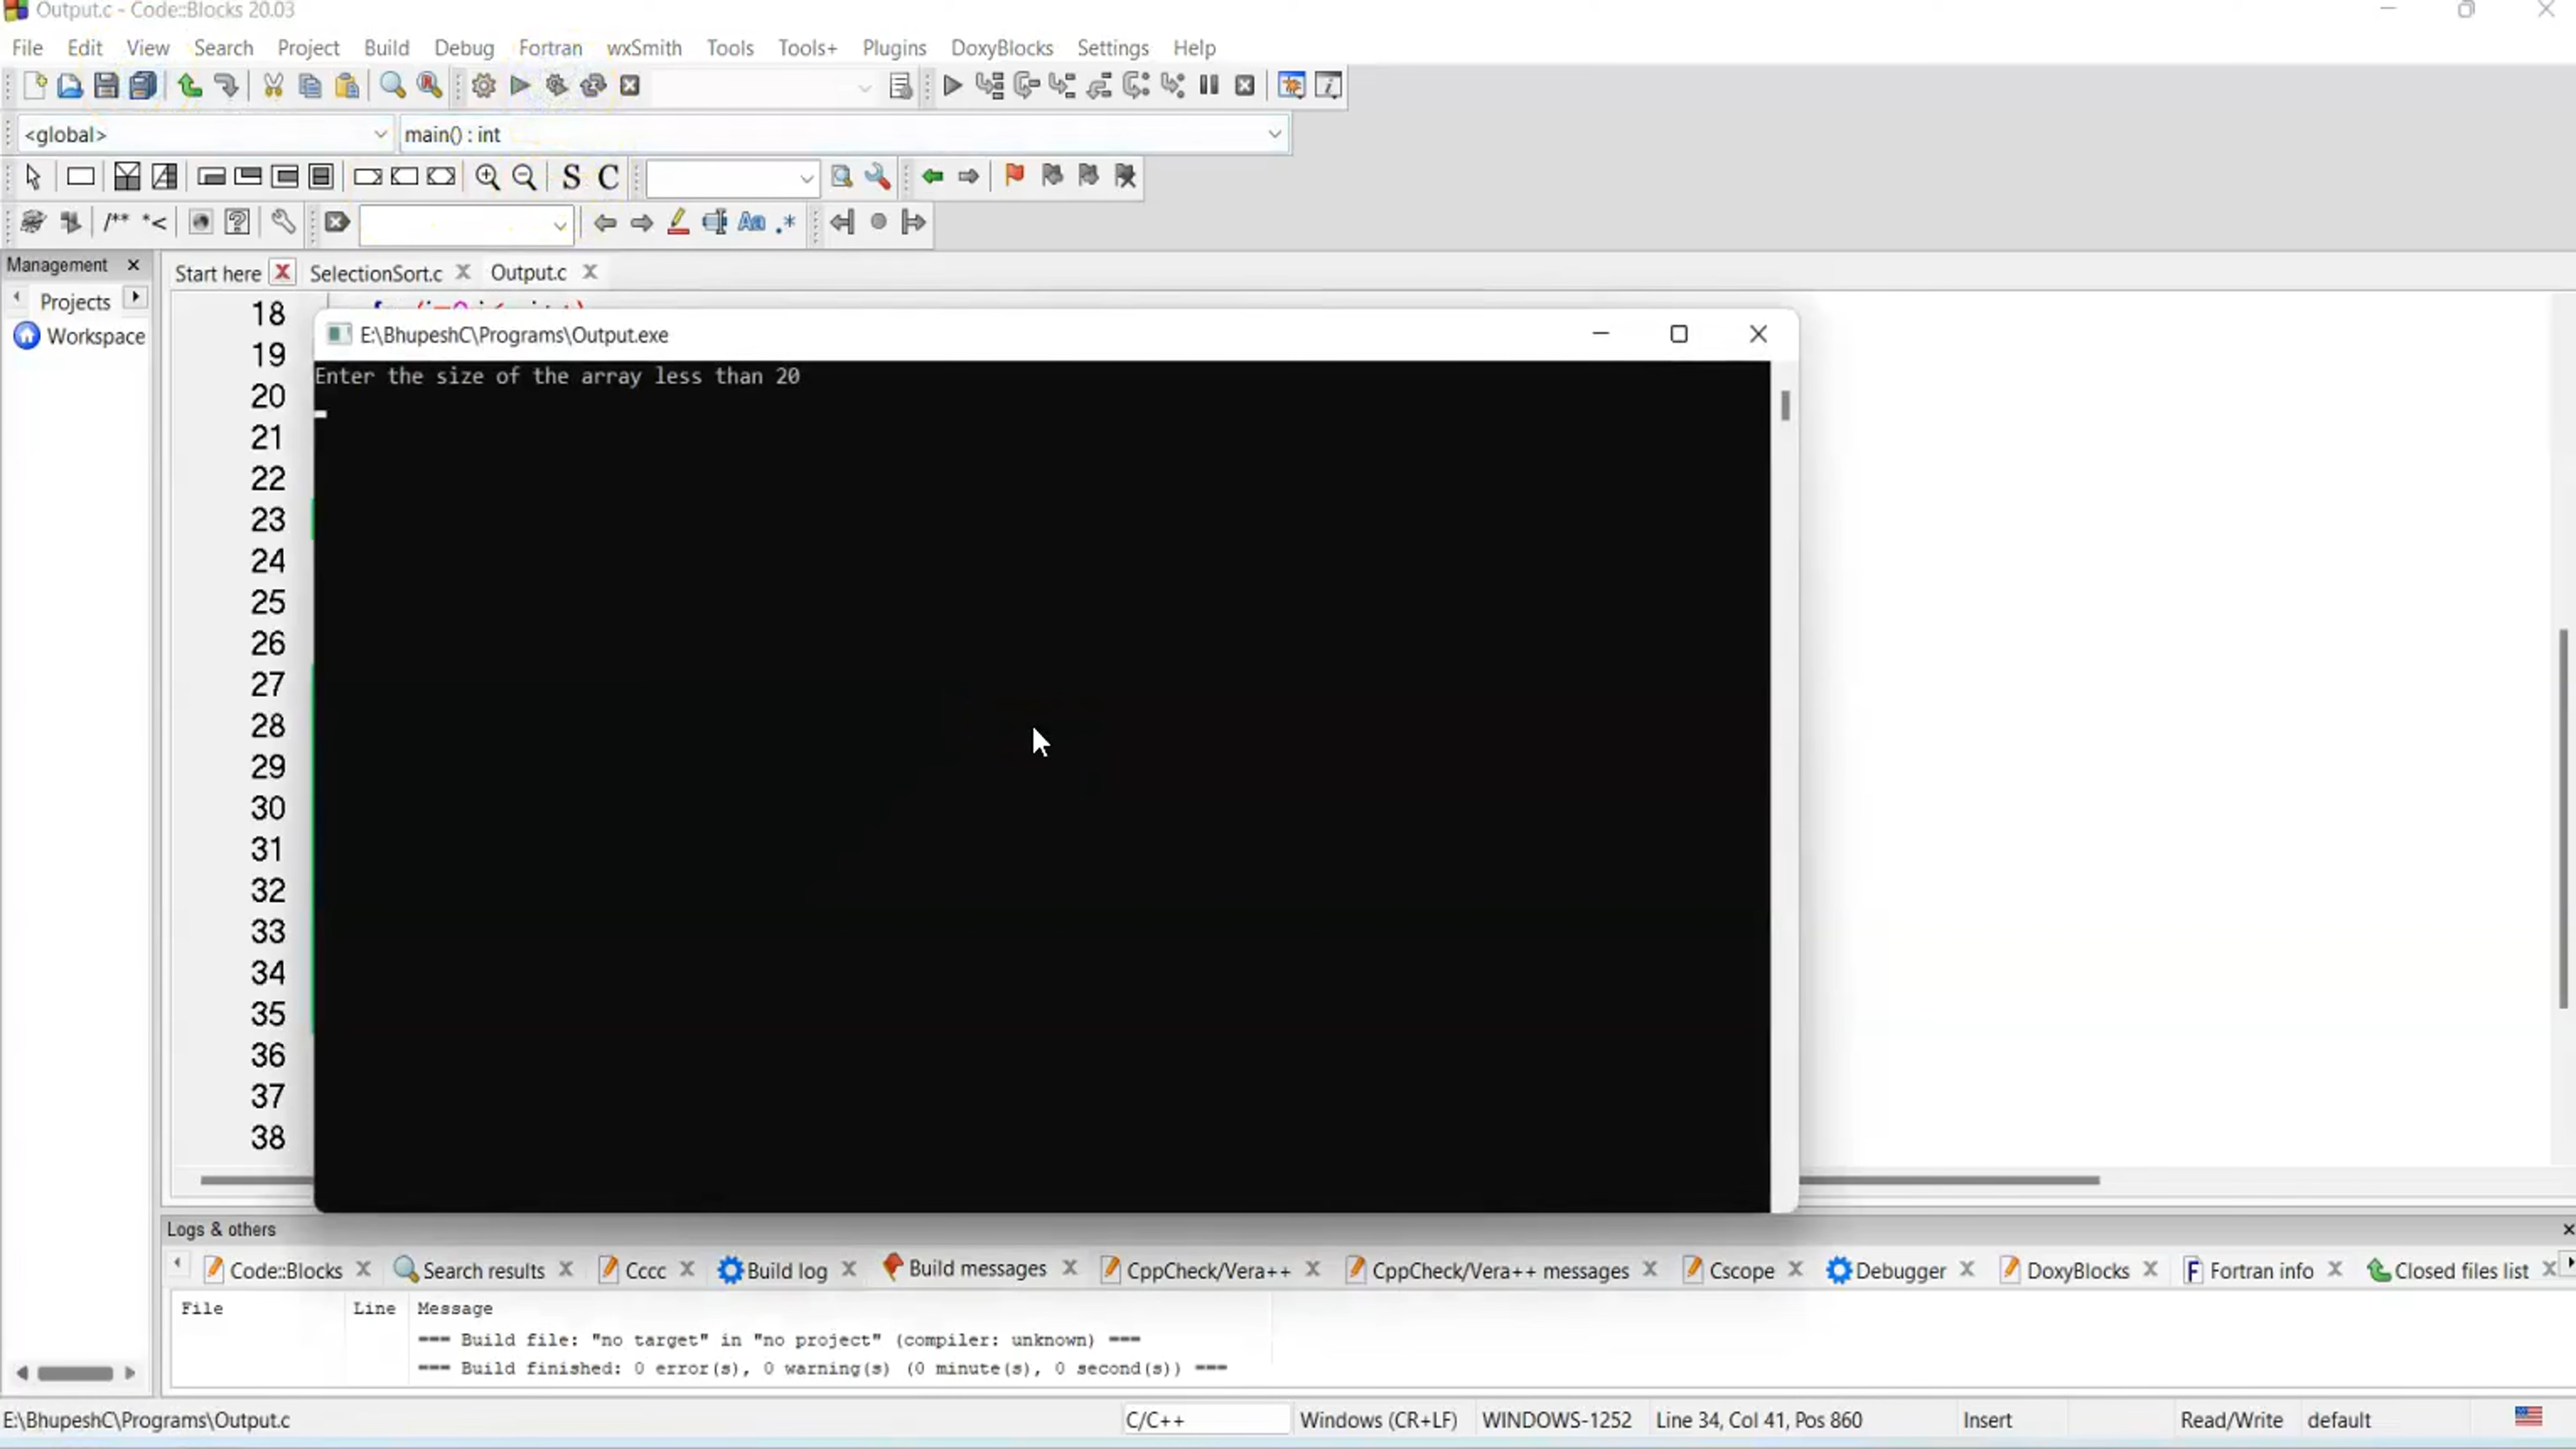 Output.c - Code::Blocks 20.03
File Edit View Search Project Build Debug Fortran wxSmith Tools Tools+ Plugins DoxyBlocks Settings Help
<global> main() : int
S C
/** *<
Aa .*
Management
Start here SelectionSort.c Output.c
Projects
Workspace
18
E:\BhupeshC\Programs\Output.exe
19
Enter the size of the array less than 20
20
21
22
23
24
25
26
27
28
29
30
31
32
33
34
35
36
37
38
Logs & others
Code::Blocks Search results Cccc Build log Build messages CppCheck/Vera++ CppCheck/Vera++ messages Cscope Debugger DoxyBlocks Fortran info Closed files list
File Line Message
=== Build file: "no target" in "no project" (compiler: unknown) ===
=== Build finished: 0 error(s), 0 warning(s) (0 minute(s), 0 second(s)) ===
E:\BhupeshC\Programs\Output.c C/C++ Windows (CR+LF) WINDOWS-1252 Line 34, Col 41, Pos 860 Insert Read/Write default